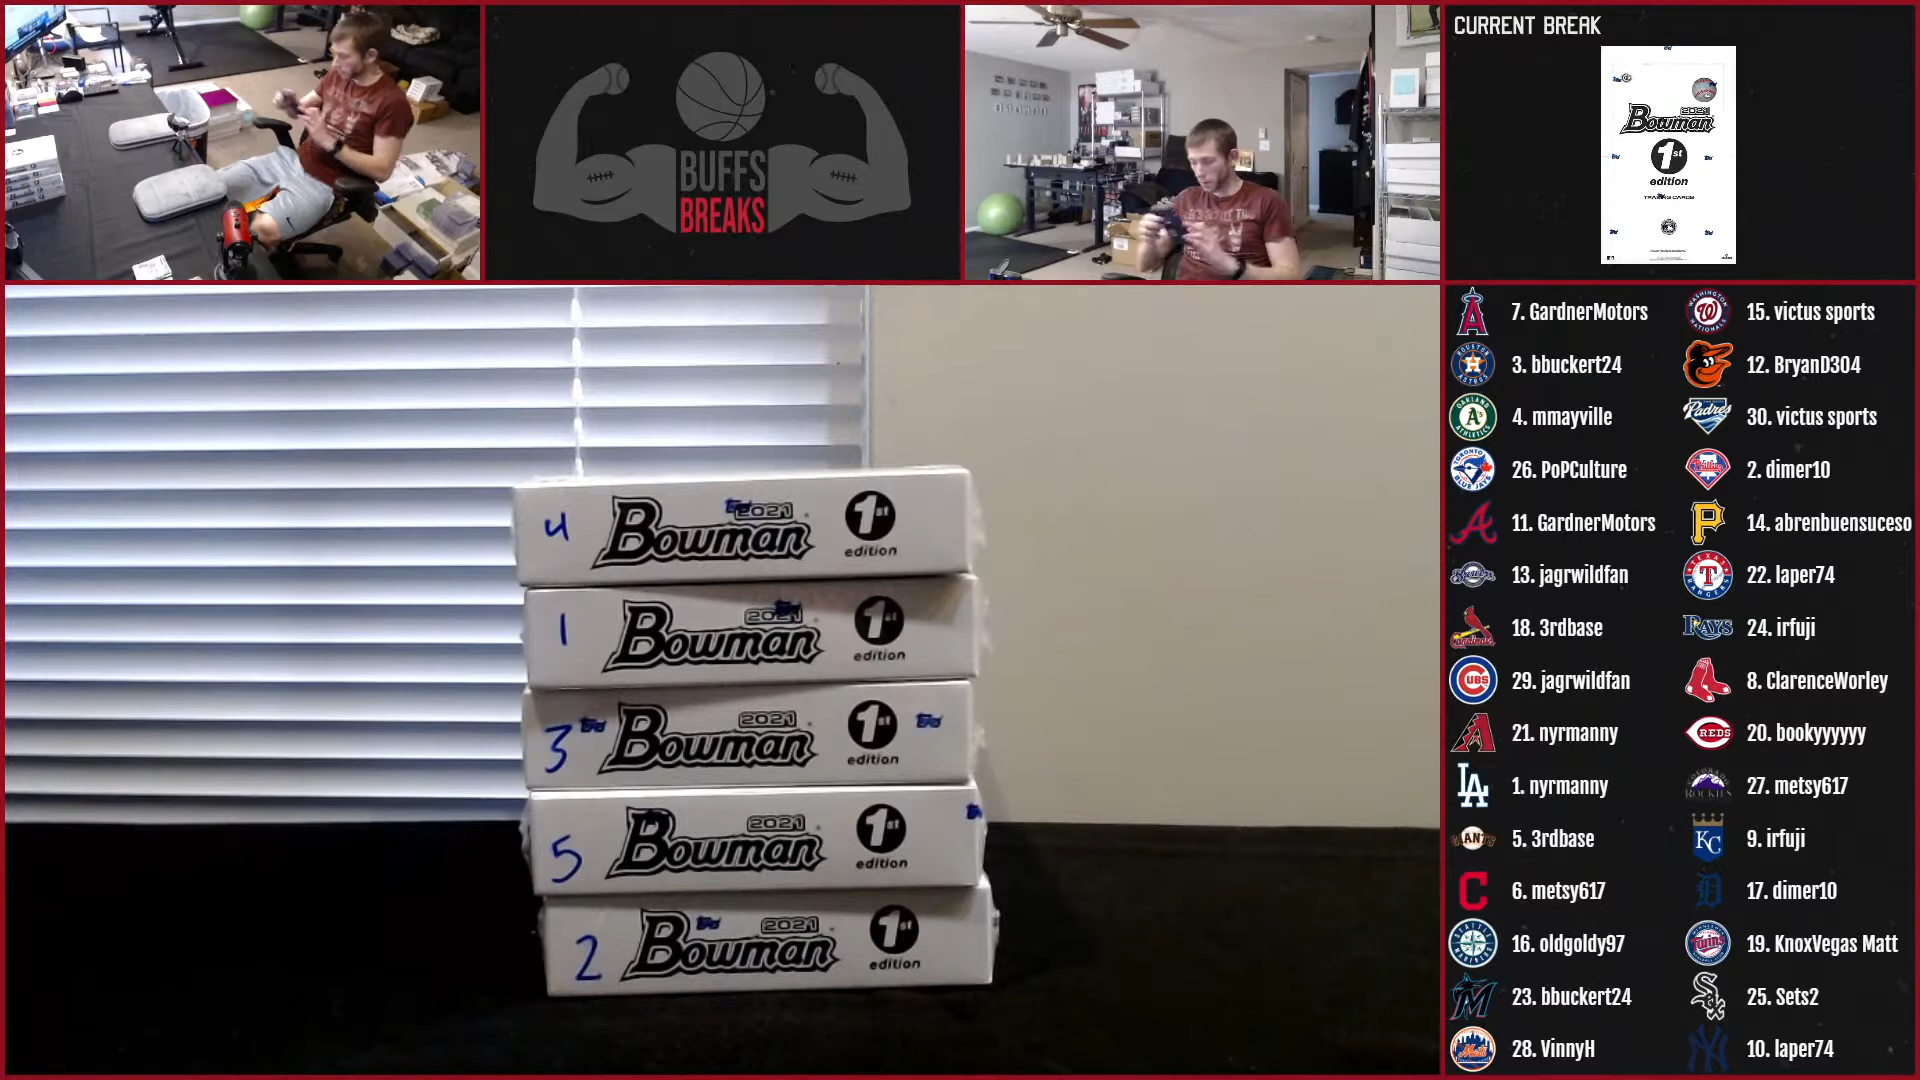 BUFFS
BREAKS
CURRENT BREAK
2021
Bowman
1st
edition
TRADING CARDS
7. GardnerMotors
15. victus sports
3. bbuckert24
12. BryanD304
4. mmayville
30. victus sports
26. PoPCulture
2. dimer10
11. GardnerMotors
14. abrenbuensuceso
13. jagrwildfan
22. laper74
18. 3rdbase
24. irfuji
29. jagrwildfan
8. ClarenceWorley
21. nyrmanny
20. bookyyyyyy
1. nyrmanny
27. metsy617
5. 3rdbase
9. irfuji
6. metsy617
17. dimer10
16. oldgoldy97
19. KnoxVegas Matt
23. bbuckert24
25. Sets2
28. VinnyH
10. laper74
4 Bowman 2021 1st edition
1 Bowman 2021 1st edition
3 Bowman 2021 1st edition
5 Bowman 2021 1st edition
2 Bowman 2021 1st edition